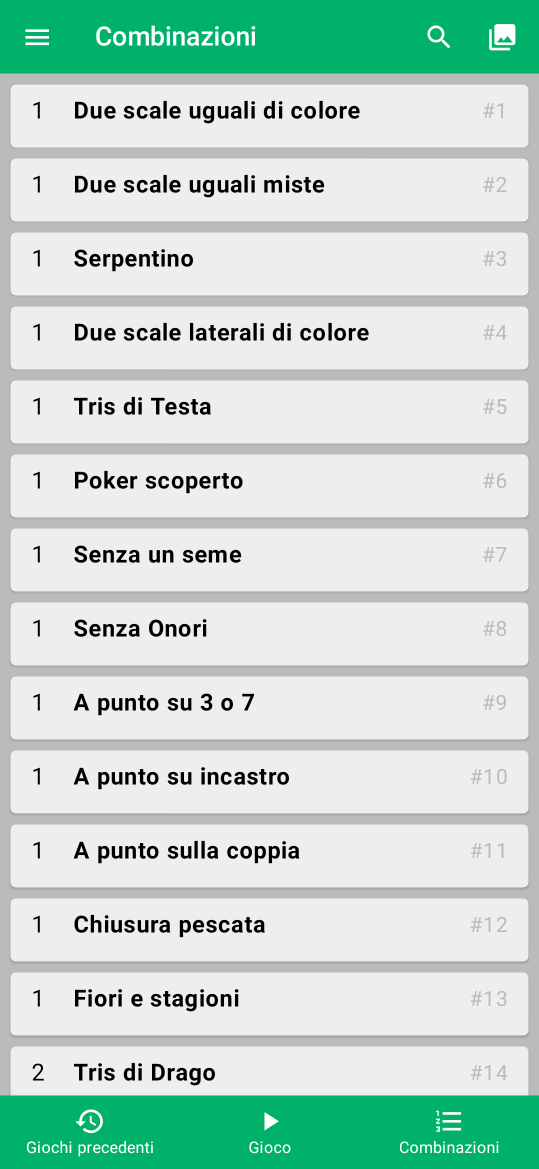 Combinazioni
1 Due scale uguali di colore #1
1 Due scale uguali miste #2
1 Serpentino #3
1 Due scale laterali di colore #4
1 Tris di Testa #5
1 Poker scoperto #6
1 Senza un seme #7
1 Senza Onori #8
1 A punto su 3 o 7 #9
1 A punto su incastro #10
1 A punto sulla coppia #11
1 Chiusura pescata #12
1 Fiori e stagioni #13
2 Tris di Drago #14
Giochi precedenti Gioco Combinazioni